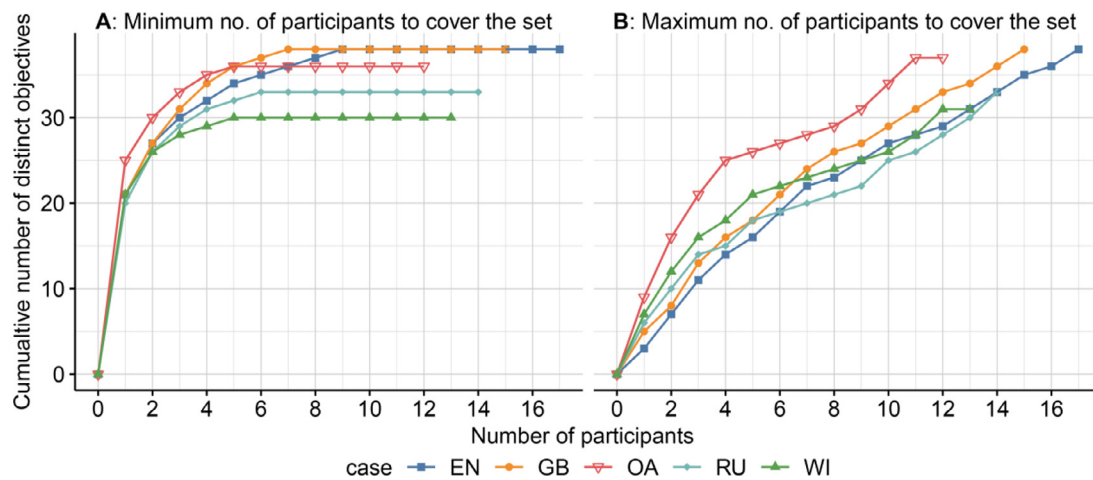 A: Minimum no. of participants to cover the set
B: Maximum no. of participants to cover the set
Cumualtive number of distinct objectives
30
20
10
0
0 2 4 6 8 10 12 14 16
0 2 4 6 8 10 12 14 16
Number of participants
case EN GB OA RU WI